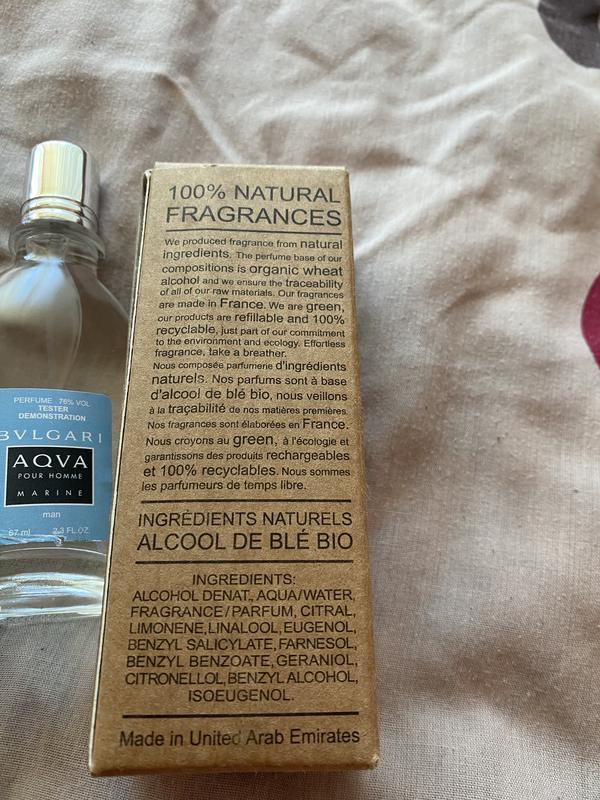 PERFUME 76% VOL
TESTER
DEMONSTRATION
BVLGARI
AQVA
POUR HOMME
MARINE
man
67 ml 2.3 FL.OZ
100% NATURAL
FRAGRANCES
We produced fragrance from natural
ingredients. The perfume base of our
compositions is organic wheat
alcohol and we ensure the traceability
of all of our raw materials. Our fragrances
are made in France. We are green,
our products are refillable and 100%
recyclable, just part of our commitment
to the environment and ecology. Effortless
fragrance, take a breather.
Nous composée parfumerie d'ingrédients
naturels. Nos parfums sont à base
d'alcool de blé bio, nous veillons
à la traçabilité de nos matières premières.
Nos fragrances sont élaborées en France.
Nous croyons au green, à l'écologie et
garantissons des produits rechargeables
et 100% recyclables. Nous sommes
les parfumeurs de temps libre.
INGRÉDIENTS NATURELS
ALCOOL DE BLÉ BIO
INGREDIENTS:
ALCOHOL DENAT., AQUA/WATER,
FRAGRANCE/PARFUM, CITRAL,
LIMONENE, LINALOOL, EUGENOL,
BENZYL SALICYLATE, FARNESOL,
BENZYL BENZOATE, GERANIOL,
CITRONELLOL, BENZYL ALCOHOL,
ISOEUGENOL.
Made in United Arab Emirates